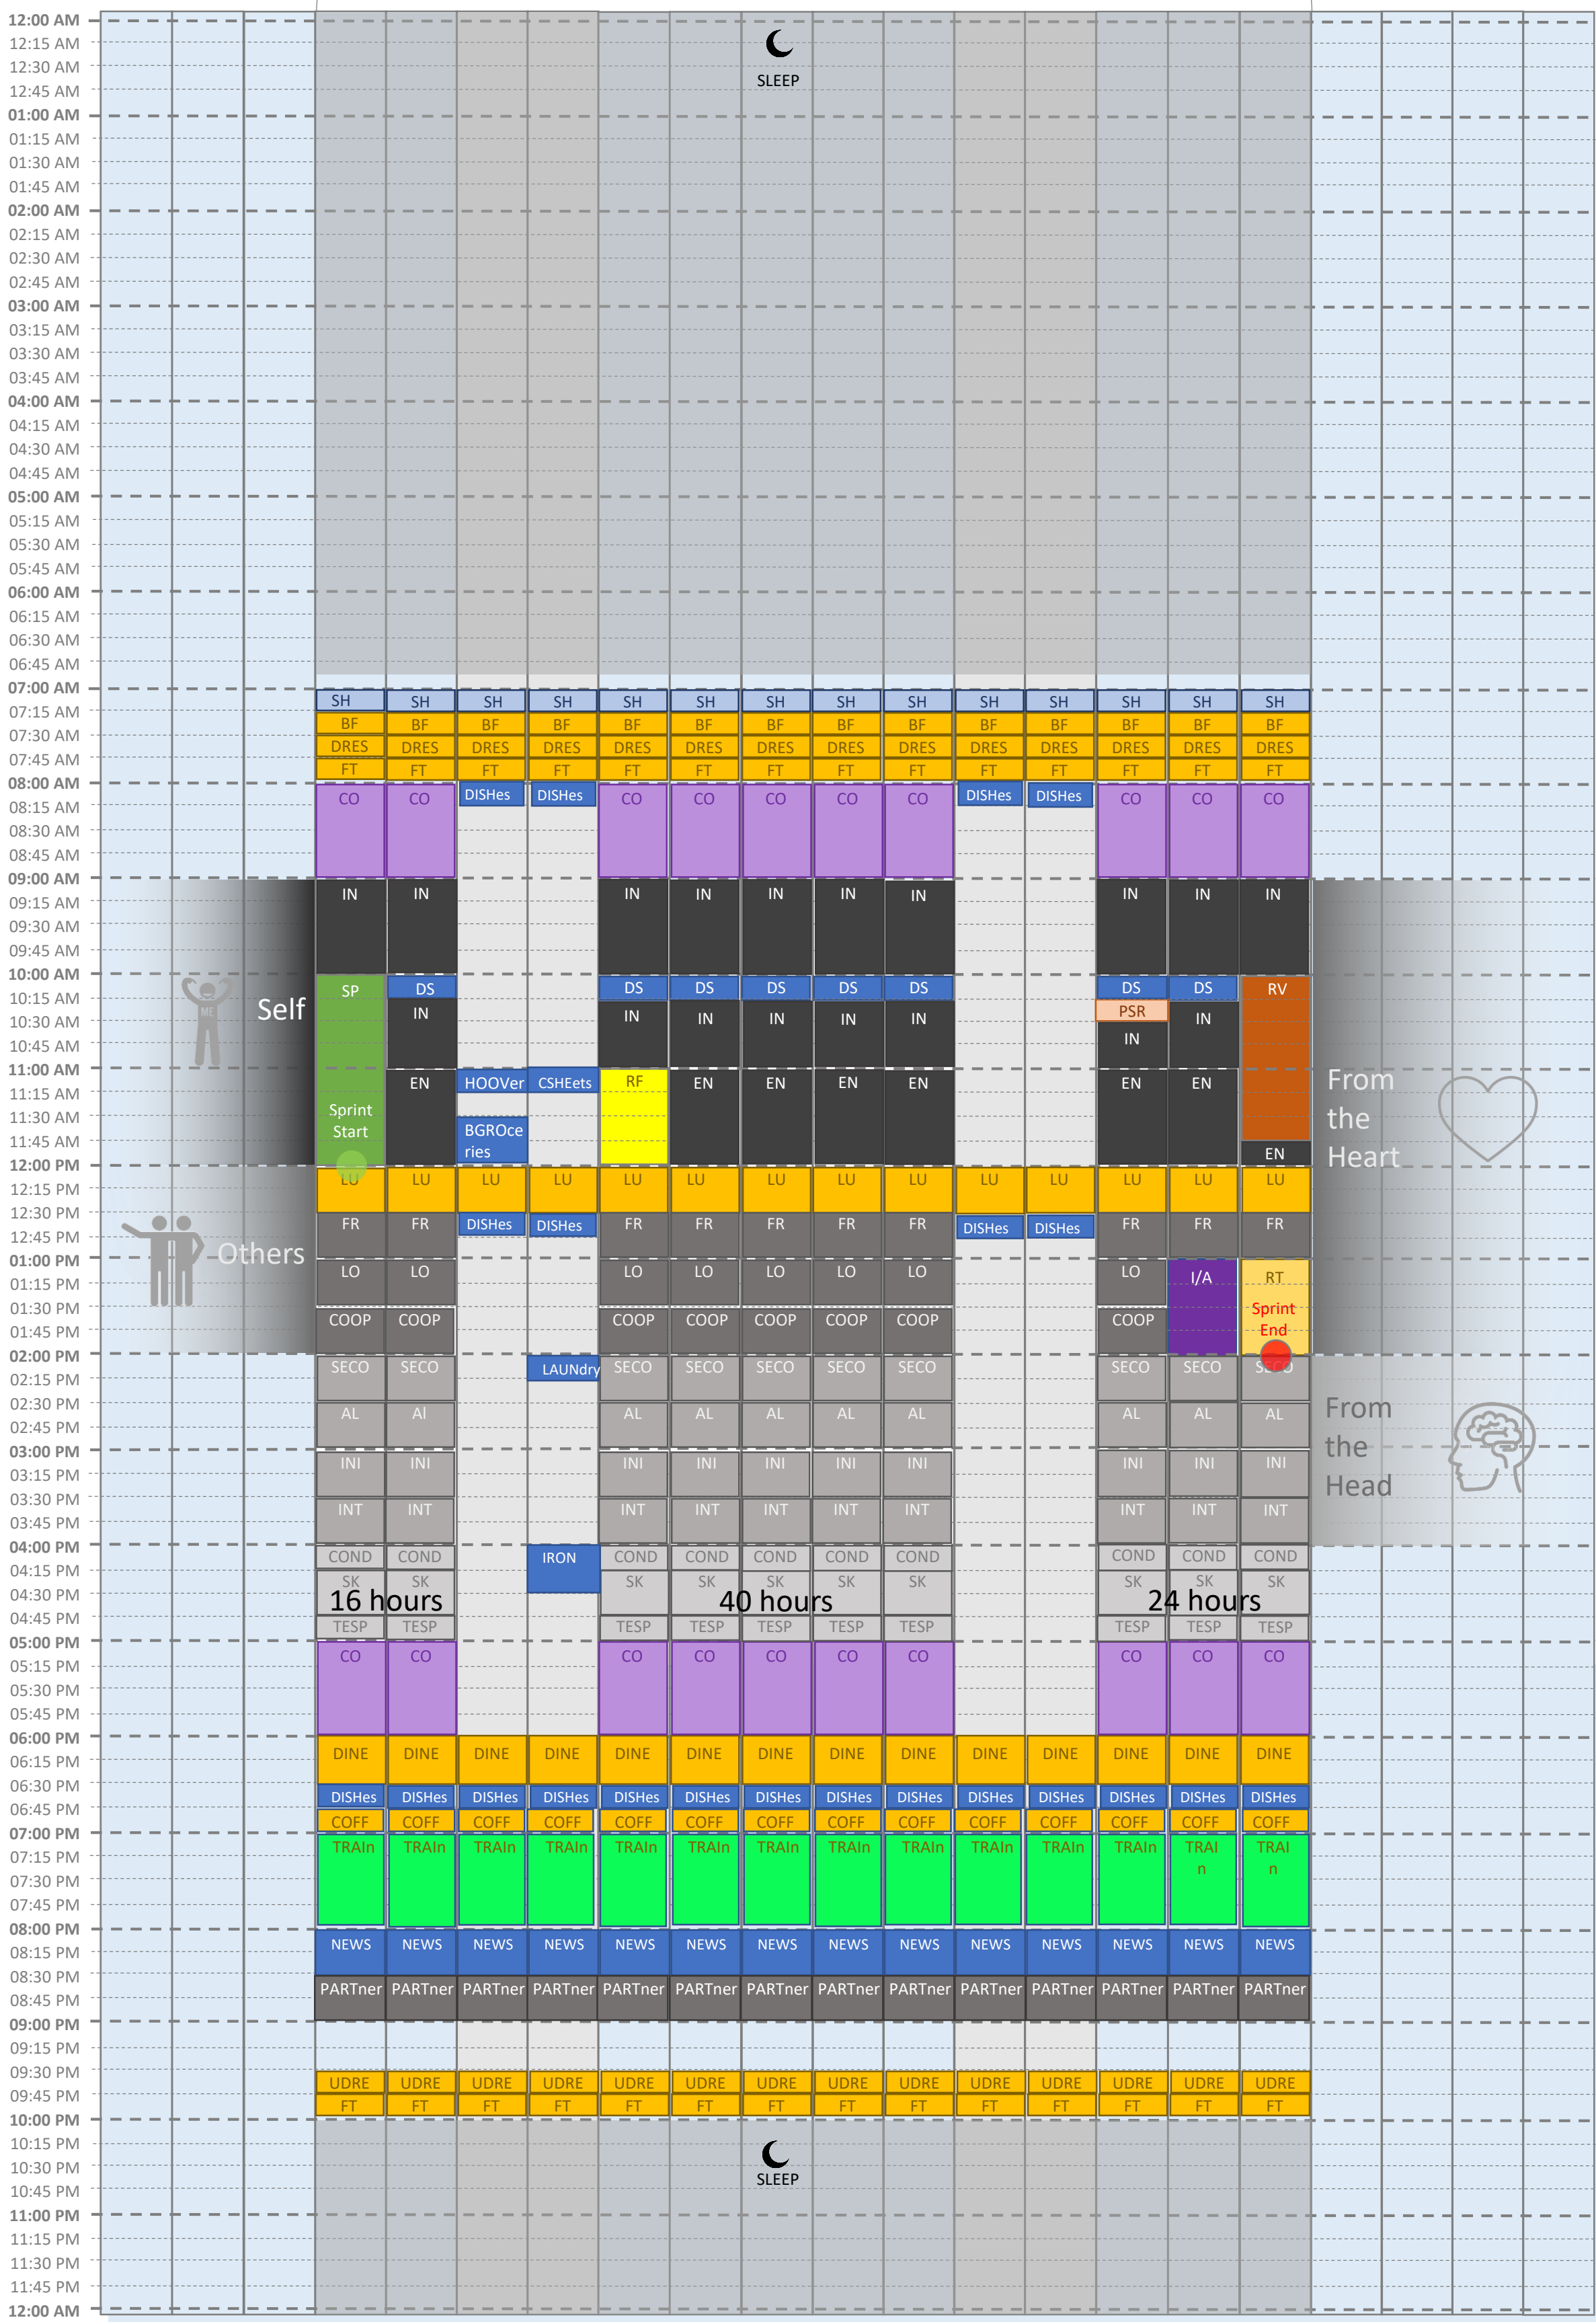 12:00 AM
12:15 AM
12:30 AM
12:45 AM
SLEEP
01:00 AM
01:15 AM
01:30 AM
01:45 AM
02:00 AM
02:15 AM
02:30 AM
02:45 AM
03:00 AM
03:15 AM
03:30 AM
03:45 AM
04:00 AM
04:15 AM
04:30 AM
04:45 AM
05:00 AM
05:15 AM
05:30 AM
05:45 AM
06:00 AM
06:15 AM
06:30 AM
06:45 AM
07:00 AM
SH SH SH SH SH SH SH SH SH SH SH SH SH SH
07:15 AM
BF BF BF BF BF BF BF BF BF BF BF BF BF BF
07:30 AM
DRES DRES DRES DRES DRES DRES DRES DRES DRES DRES DRES DRES DRES DRES
07:45 AM
FT FT FT FT FT FT FT FT FT FT FT FT FT FT
08:00 AM
CO CO DISHes DISHes CO CO CO CO CO DISHes DISHes CO CO CO
08:15 AM
08:30 AM
08:45 AM
09:00 AM
IN IN IN IN IN IN IN IN IN IN
09:15 AM
09:30 AM
09:45 AM
10:00 AM
SP DS DS DS DS DS DS DS DS RV
10:15 AM
ME Self IN IN IN IN IN IN PSR IN
10:30 AM
IN
10:45 AM
11:00 AM
EN HOOVer CSHEets RF EN EN EN EN EN EN
11:15 AM
From
the
Heart
Sprint
Start
11:30 AM
BGROce
ries
11:45 AM
EN
12:00 PM
LU LU LU LU LU LU LU LU LU LU LU LU LU LU
12:15 PM
12:30 PM
FR FR DISHes DISHes FR FR FR FR FR DISHes DISHes FR FR FR
12:45 PM
Others
01:00 PM
LO LO LO LO LO LO LO LO I/A RT
01:15 PM
01:30 PM
COOP COOP COOP COOP COOP COOP COOP COOP Sprint
End
01:45 PM
02:00 PM
SECO SECO LAUNdry SECO SECO SECO SECO SECO SECO SECO SECO
02:15 PM
02:30 PM
AL Al AL AL AL AL AL AL AL AL
02:45 PM
From
the
Head
03:00 PM
INI INI INI INI INI INI INI INI INI INI
03:15 PM
03:30 PM
INT INT INT INT INT INT INT INT INT INT
03:45 PM
04:00 PM
COND COND IRON COND COND COND COND COND COND COND COND
04:15 PM
SK SK SK SK SK SK SK SK SK SK
04:30 PM
16 hours 40 hours 24 hours
04:45 PM
TESP TESP TESP TESP TESP TESP TESP TESP TESP TESP
05:00 PM
CO CO CO CO CO CO CO CO CO CO
05:15 PM
05:30 PM
05:45 PM
06:00 PM
DINE DINE DINE DINE DINE DINE DINE DINE DINE DINE DINE DINE DINE DINE
06:15 PM
06:30 PM
DISHes DISHes DISHes DISHes DISHes DISHes DISHes DISHes DISHes DISHes DISHes DISHes DISHes DISHes
06:45 PM
COFF COFF COFF COFF COFF COFF COFF COFF COFF COFF COFF COFF COFF COFF
07:00 PM
TRAIn TRAIn TRAIn TRAIn TRAIn TRAIn TRAIn TRAIn TRAIn TRAIn TRAIn TRAIn TRAI TRAI
n n
07:15 PM
07:30 PM
07:45 PM
08:00 PM
NEWS NEWS NEWS NEWS NEWS NEWS NEWS NEWS NEWS NEWS NEWS NEWS NEWS NEWS
08:15 PM
08:30 PM
PARTner PARTner PARTner PARTner PARTner PARTner PARTner PARTner PARTner PARTner PARTner PARTner PARTner PARTner
08:45 PM
09:00 PM
09:15 PM
09:30 PM
UDRE UDRE UDRE UDRE UDRE UDRE UDRE UDRE UDRE UDRE UDRE UDRE UDRE UDRE
09:45 PM
FT FT FT FT FT FT FT FT FT FT FT FT FT FT
10:00 PM
10:15 PM
10:30 PM
SLEEP
10:45 PM
11:00 PM
11:15 PM
11:30 PM
11:45 PM
12:00 AM